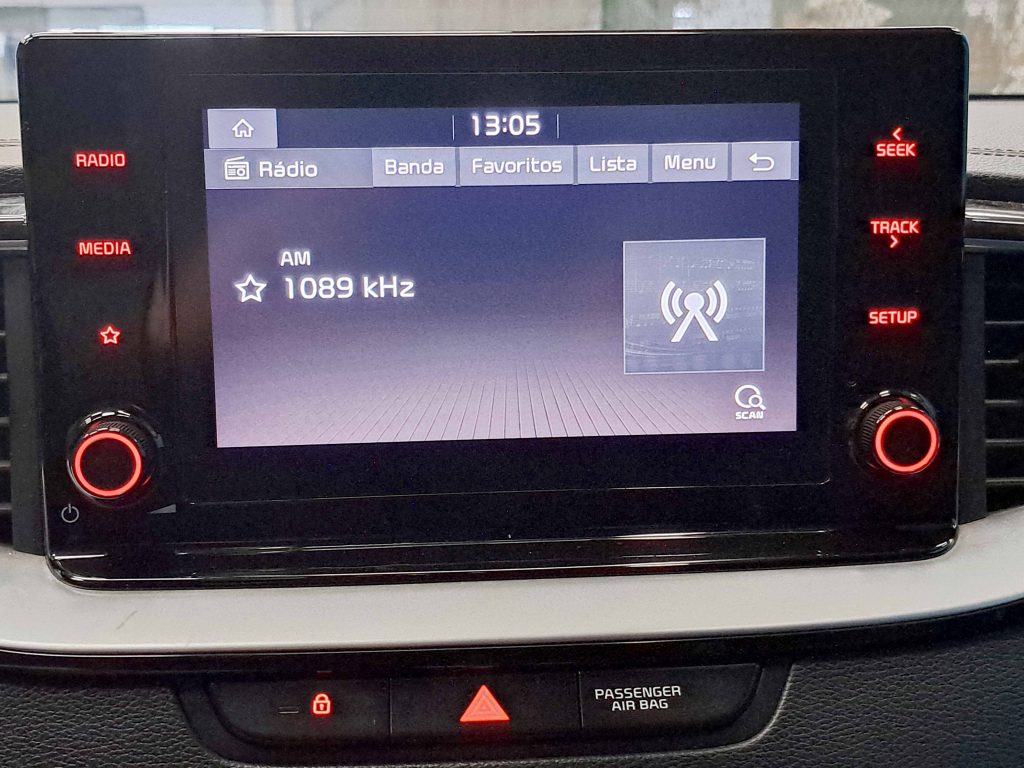 13:05
RADIO
Rádio
Banda
Favoritos
Lista
Menu
SEEK
MEDIA
TRACK
AM
1089 kHz
SETUP
SCAN
PASSENGER
AIR BAG